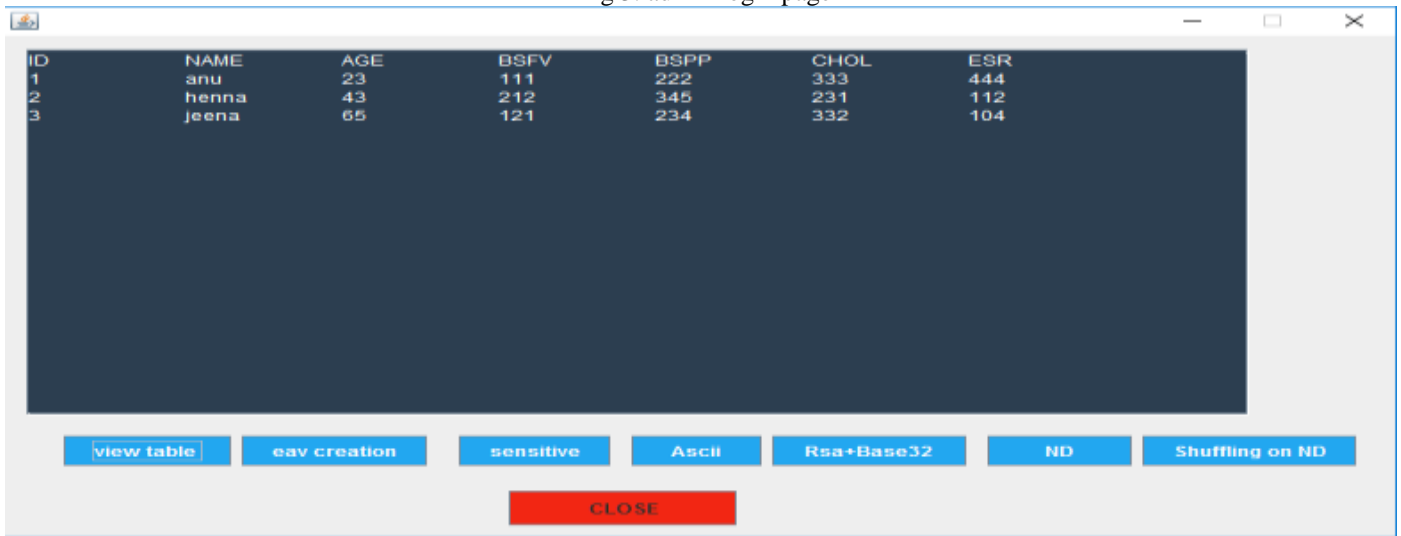 ID NAME AGE BSFV BSPP CHOL ESR
1 anu 23 111 222 333 444
2 henna 43 212 345 231 112
3 jeena 65 121 234 332 104
view table eav creation sensitive Ascii Rsa+Base32 ND Shuffling on ND
CLOSE